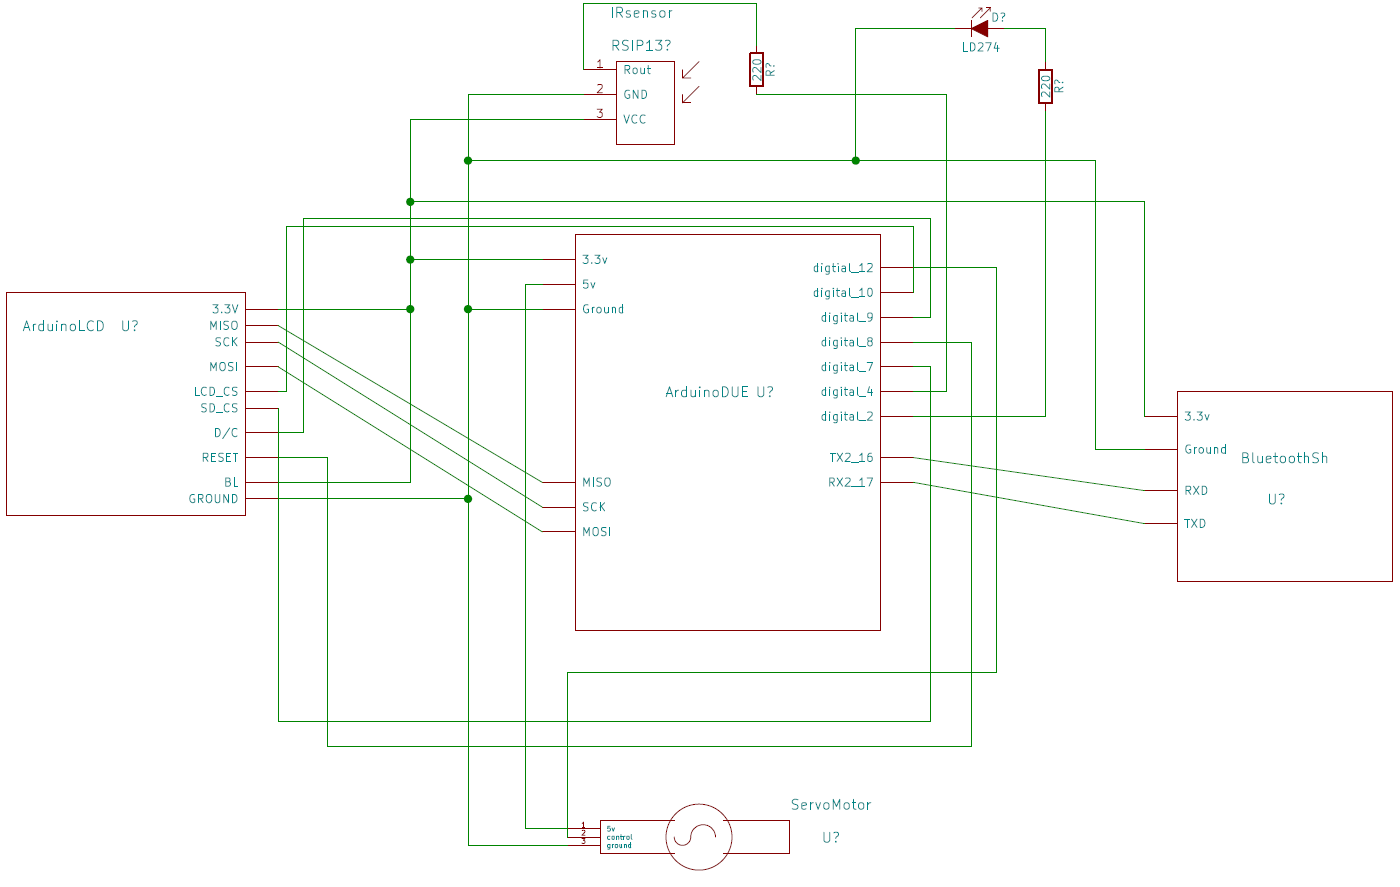 IRsensor
RSIP13?
1 Rout
2 GND
3 VCC
220
R?
D?
LD274
220
R?
ArduinoLCD U?
3.3V
MISO
SCK
MOSI
LCD_CS
SD_CS
D/C
RESET
BL
GROUND
3.3v
5v
Ground
MISO
SCK
MOSI
ArduinoDUE U?
digtial_12
digital_10
digital_9
digital_8
digital_7
digital_4
digital_2
TX2_16
RX2_17
3.3v
Ground
RXD
TXD
BluetoothSh
U?
ServoMotor
U?
1 5v
2 control
3 ground